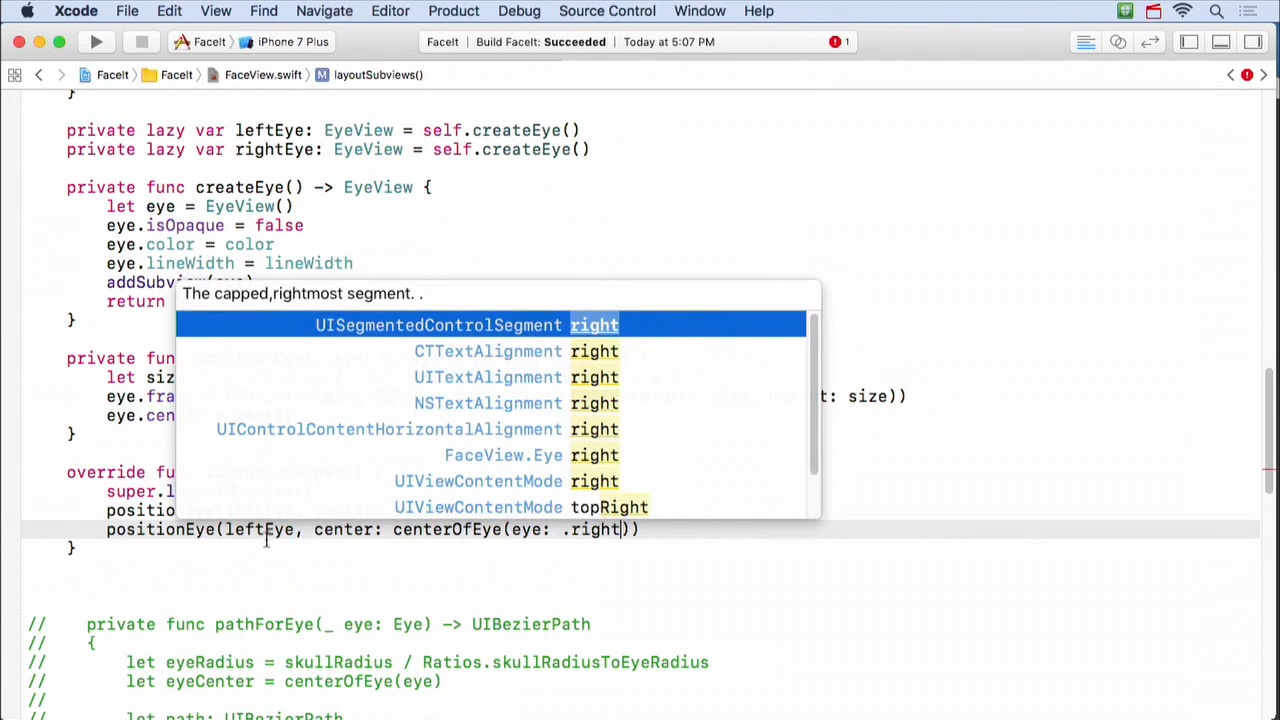 Xcode File Edit View Find Navigate Editor Product Debug Source Control Window Help
FaceIt iPhone 7 Plus FaceIt Build FaceIt: Succeeded Today at 5:07 PM 1
FaceIt FaceIt FaceView.swift M layoutSubviews()
}
private lazy var leftEye: EyeView = self.createEye()
private lazy var rightEye: EyeView = self.createEye()
private func createEye() -> EyeView {
let eye = EyeView()
eye.isOpaque = false
eye.color = color
eye.lineWidth = lineWidth
addSubview(eye)
The capped,rightmost segment. .
return
UISegmentedControlSegment right
}
CTTextAlignment right
private fun
let siz
UITextAlignment right
eye.fra : size))
NSTextAlignment right
eye.cen
UIControlContentHorizontalAlignment right
}
FaceView.Eye right
override fu
UIViewContentMode right
super.l
UIViewContentMode topRight
positio
positionEye(leftEye, center: centerOfEye(eye: .right))
}
// private func pathForEye(_ eye: Eye) -> UIBezierPath
// {
// let eyeRadius = skullRadius / Ratios.skullRadiusToEyeRadius
// let eyeCenter = centerOfEye(eye)
//
// let path: UIBezierPath